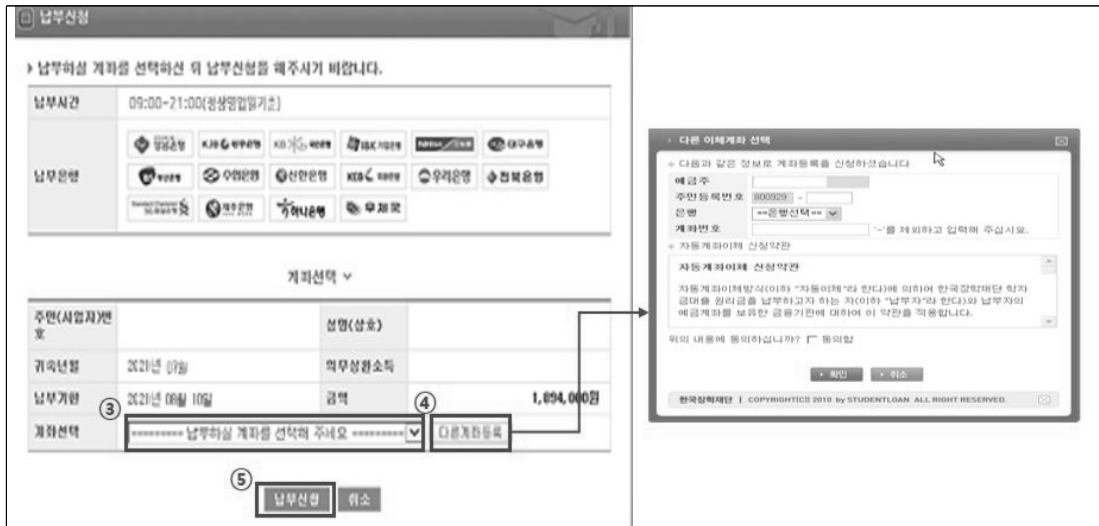 납부신청
납부하실 계좌를 선택하신 뒤 납부신청을 해주시기 바랍니다.
납부시간 09:00~21:00(정상영업일기준)
납부은행
경남은행 KJB 광주은행 KB 국민은행 IBK 기업은행 대구은행
부산은행 수협은행 신한은행 KEB 우리은행 전북은행
제주은행 하나은행 우체국
계좌선택
주민(사업자)번호 성명(상호)
귀속년월 2021년 07월 의무상환소득
납부기한 2021년 08월 10일 금액 1,894,000원
③ ④
계좌선택 ========= 납부하실 계좌를 선택해 주세요 ========= 다른계좌등록
⑤
납부신청 취소
다른 이체계좌 선택
다음과 같은 정보로 계좌등록을 신청하셨습니다
예금주
주민등록번호 800929 -
은행 ==은행선택==
계좌번호 '-'를 제외하고 입력해 주십시요.
자동계좌이체 신청약관
자동계좌이체 신청약관
자동계좌이체방식(이하 "자동이체"라 한다)에 의하여 한국장학재단 학자
금대출 원리금을 납부하고자 하는 자(이하 "납부자"라 한다)와 납부자의
예금계좌를 보유한 금융기관에 대하여 이 약관을 적용합니다.
위의 내용에 동의하십니까? 동의함
확인 취소
한국장학재단 | COPYRIGHT(C) 2010 by STUDENTLOAN ALL RIGHT RESERVED.